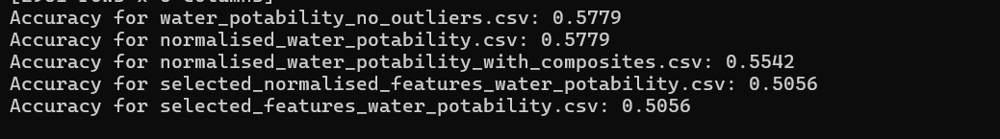 Accuracy for water_potability_no_outliers.csv: 0.5779
Accuracy for normalised_water_potability.csv: 0.5779
Accuracy for normalised_water_potability_with_composites.csv: 0.5542
Accuracy for selected_normalised_features_water_potability.csv: 0.5056
Accuracy for selected_features_water_potability.csv: 0.5056